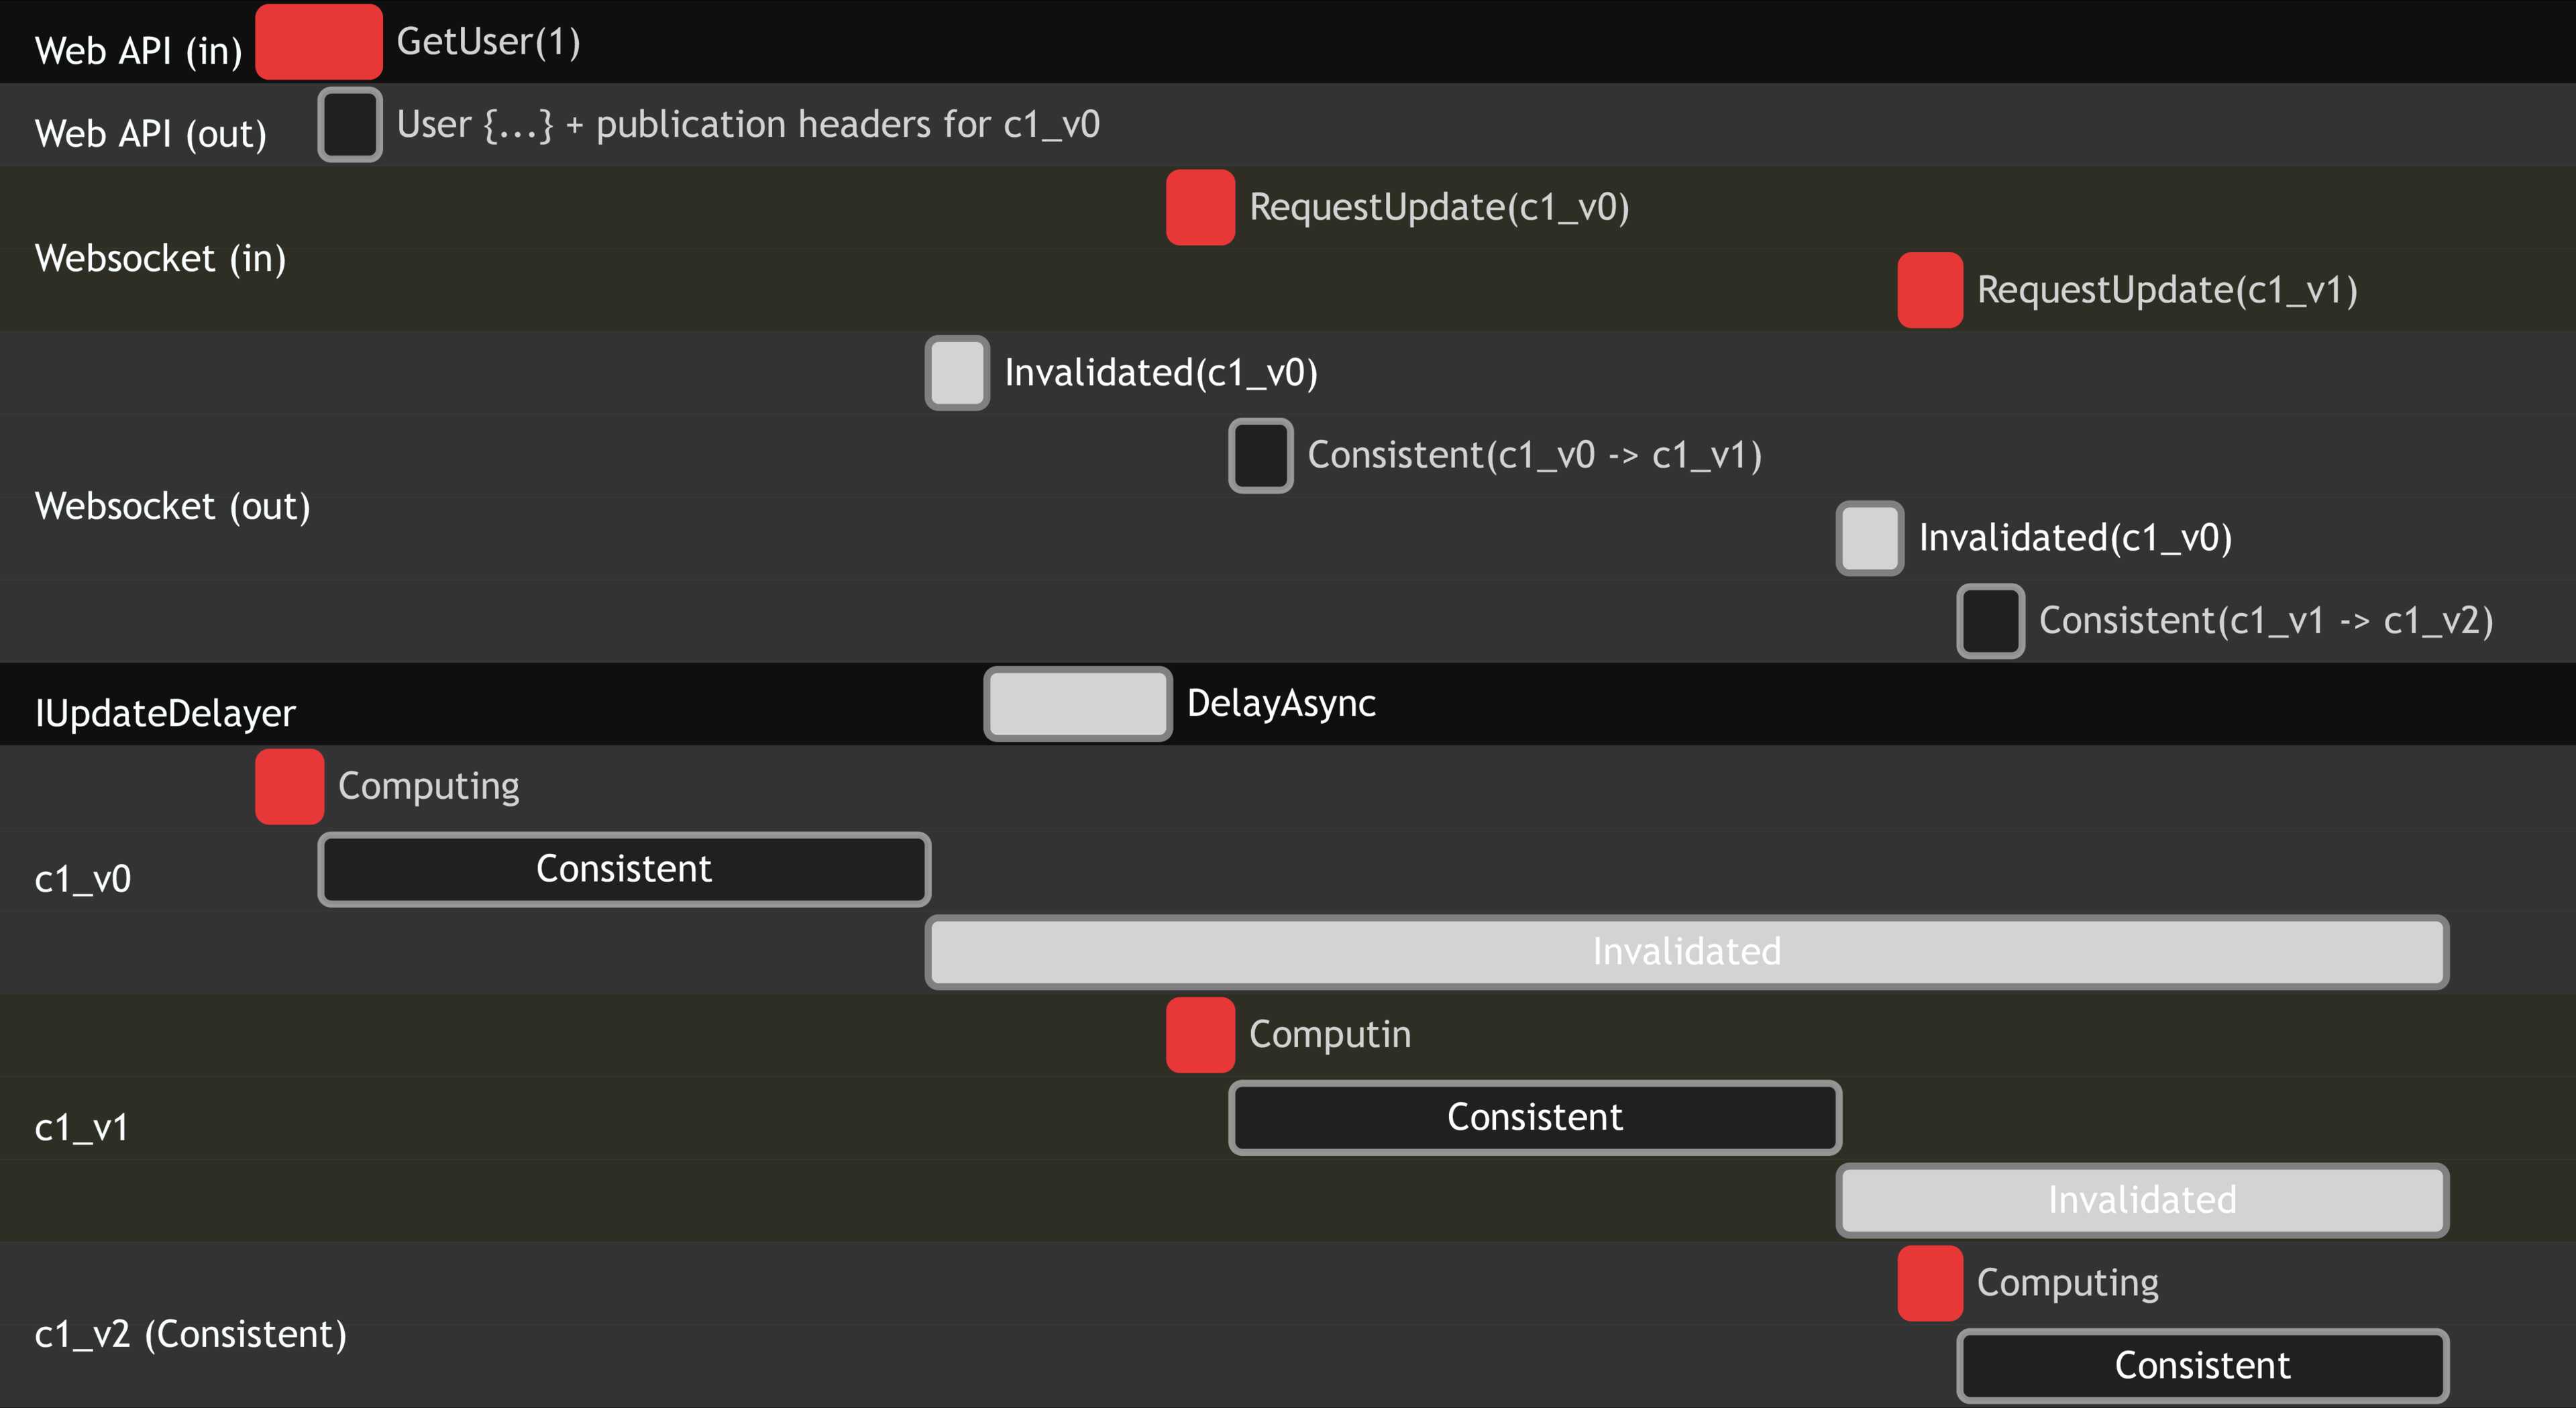 Web API (in)
GetUser(1)
Web API (out)
User {...} + publication headers for c1_v0
Websocket (in)
RequestUpdate(c1_v0)
RequestUpdate(c1_v1)
Websocket (out)
Invalidated(c1_v0)
Consistent(c1_v0 -> c1_v1)
Invalidated(c1_v0)
Consistent(c1_v1 -> c1_v2)
IUpdateDelayer
DelayAsync
c1_v0
Computing
Consistent
Invalidated
c1_v1
Computin
Consistent
Invalidated
c1_v2 (Consistent)
Computing
Consistent